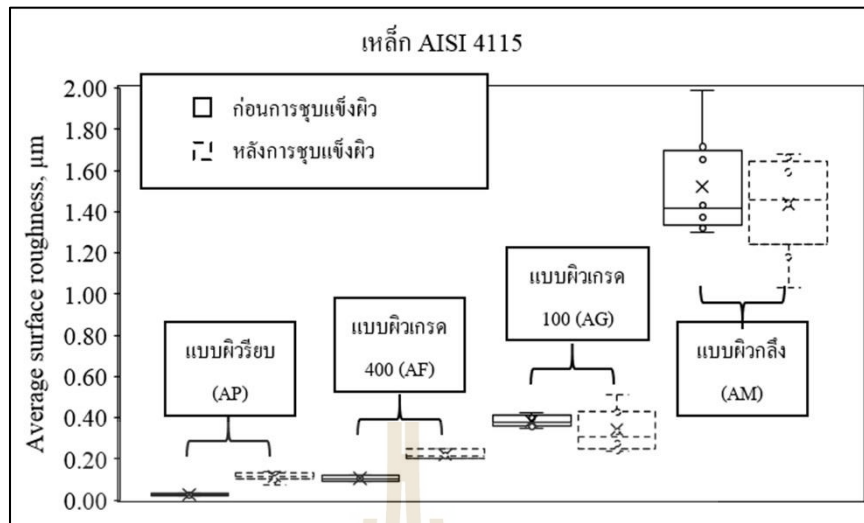 เหล็ก AISI 4115
ก่อนการชุบแข็งผิว
หลังการชุบแข็งผิว
Average surface roughness, µm
2.00
1.80
1.60
1.40
1.20
1.00
0.80
0.60
0.40
0.20
0.00
แบบผิวรียบ
(AP)
แบบผิวเกรด
400 (AF)
แบบผิวเกรด
100 (AG)
แบบผิวกลึง
(AM)